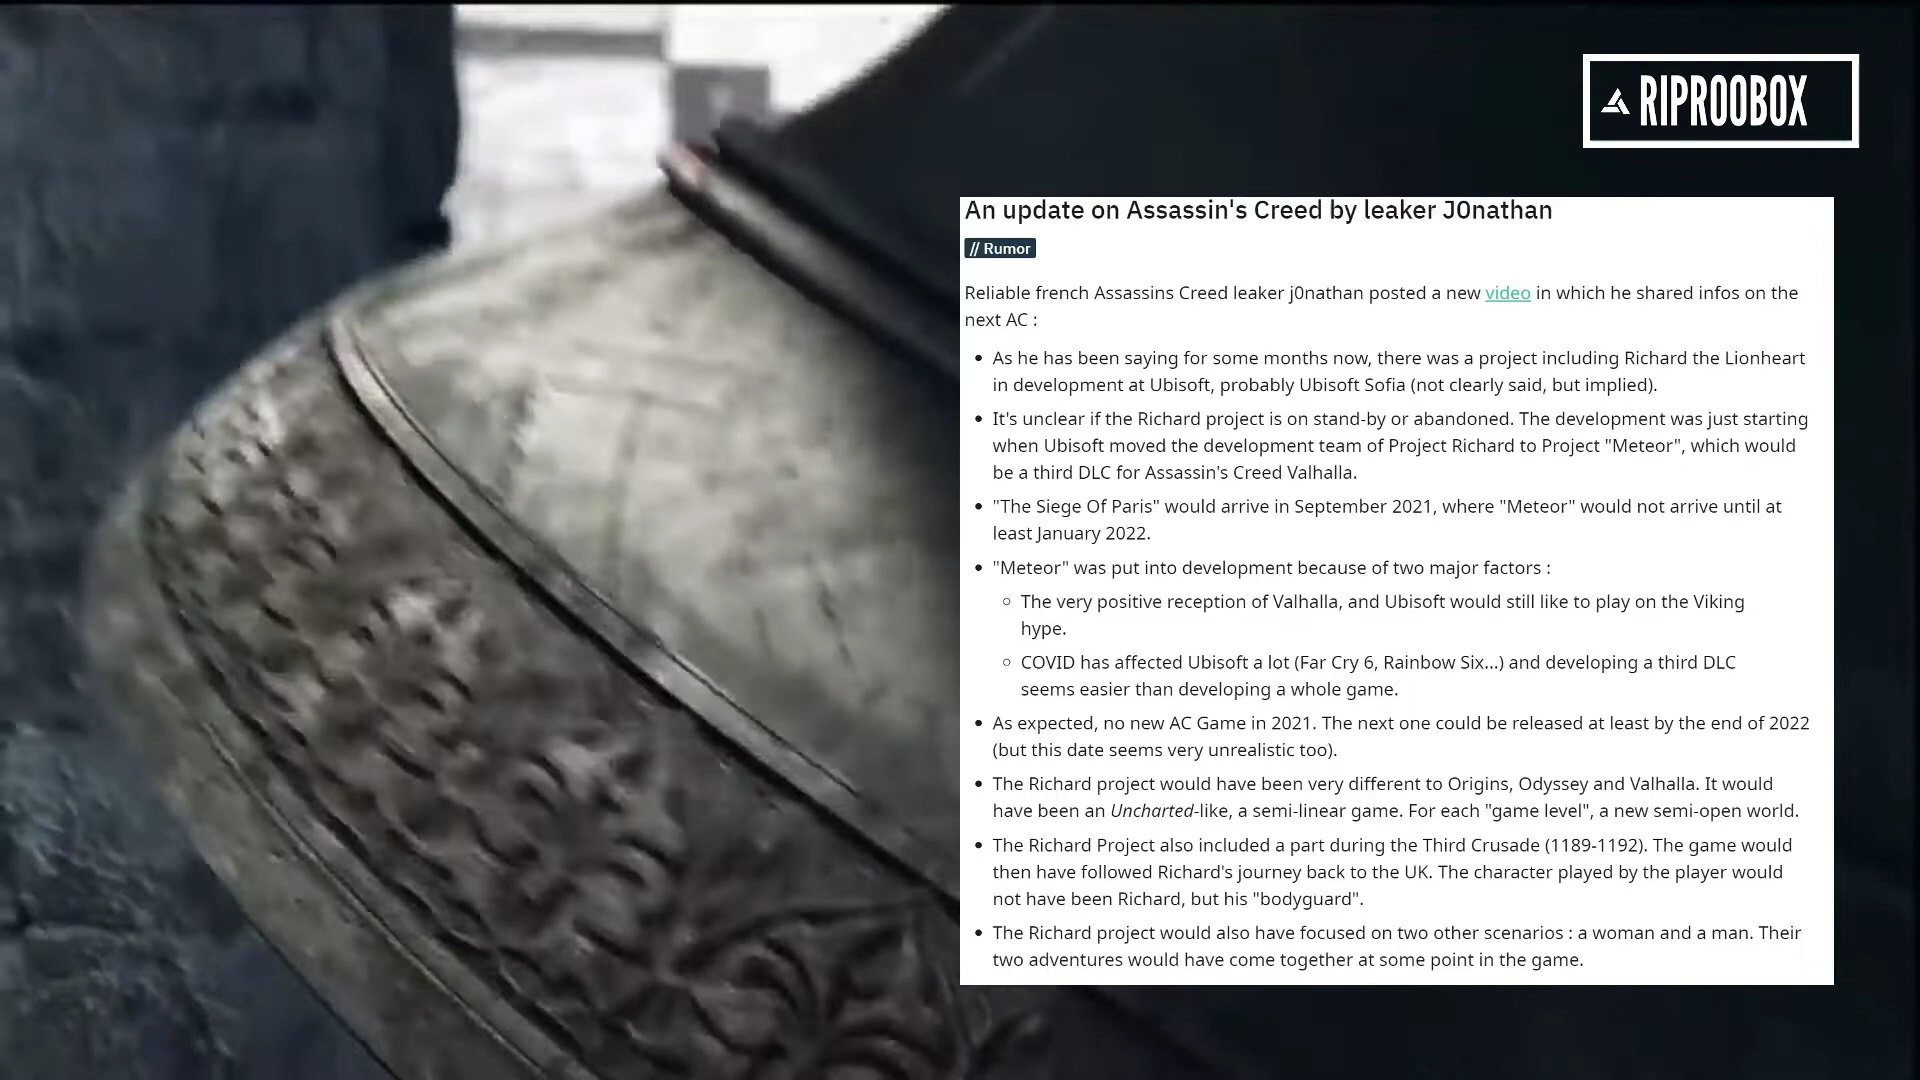 RIPROOBOX
An update on Assassin's Creed by leaker J0nathan
// Rumor
Reliable french Assassins Creed leaker j0nathan posted a new video in which he shared infos on the
next AC :
• As he has been saying for some months now, there was a project including Richard the Lionheart
in development at Ubisoft, probably Ubisoft Sofia (not clearly said, but implied).
• It's unclear if the Richard project is on stand-by or abandoned. The development was just starting
when Ubisoft moved the development team of Project Richard to Project "Meteor", which would
be a third DLC for Assassin's Creed Valhalla.
• "The Siege Of Paris" would arrive in September 2021, where "Meteor" would not arrive until at
least January 2022.
• "Meteor" was put into development because of two major factors :
○ The very positive reception of Valhalla, and Ubisoft would still like to play on the Viking
hype.
○ COVID has affected Ubisoft a lot (Far Cry 6, Rainbow Six...) and developing a third DLC
seems easier than developing a whole game.
• As expected, no new AC Game in 2021. The next one could be released at least by the end of 2022
(but this date seems very unrealistic too).
• The Richard project would have been very different to Origins, Odyssey and Valhalla. It would
have been an Uncharted-like, a semi-linear game. For each "game level", a new semi-open world.
• The Richard Project also included a part during the Third Crusade (1189-1192). The game would
then have followed Richard's journey back to the UK. The character played by the player would
not have been Richard, but his "bodyguard".
• The Richard project would also have focused on two other scenarios : a woman and a man. Their
two adventures would have come together at some point in the game.